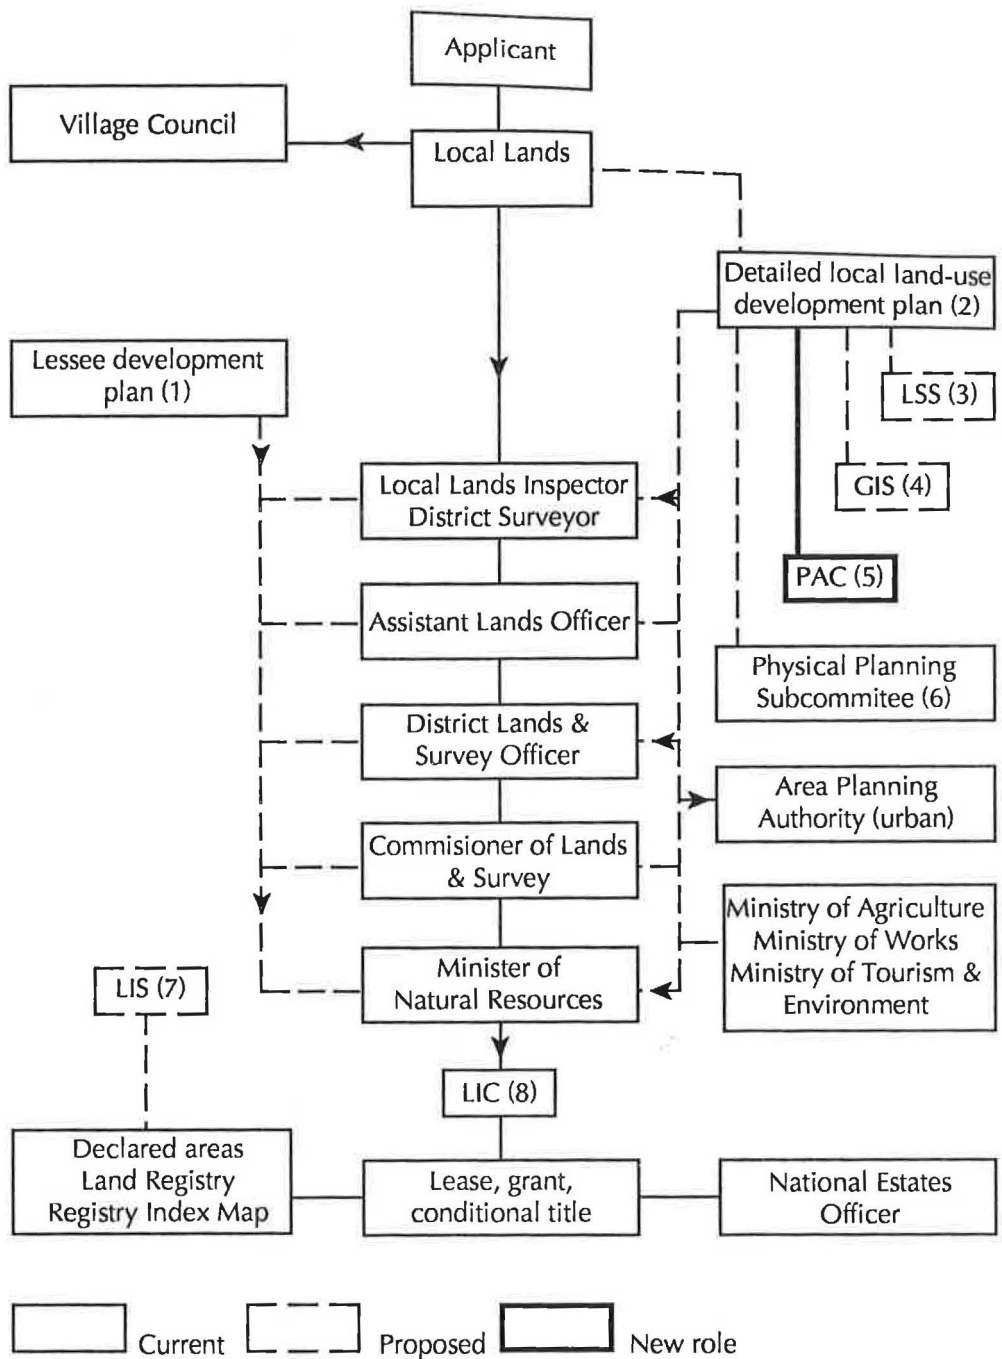 Applicant
Village Council
Local Lands
Detailed local land-use
development plan (2)
Lessee development
plan (1)
LSS (3)
GIS (4)
PAC (5)
Local Lands Inspector
District Surveyor
Assistant Lands Officer
Physical Planning
Subcommitee (6)
District Lands &
Survey Officer
Area Planning
Authority (urban)
Commisioner of Lands
& Survey
Ministry of Agriculture
Ministry of Works
Ministry of Tourism &
Environment
Minister of
Natural Resources
LIS (7)
LIC (8)
Declared areas
Land Registry
Registry Index Map
Lease, grant,
conditional title
National Estates
Officer
Current
Proposed
New role